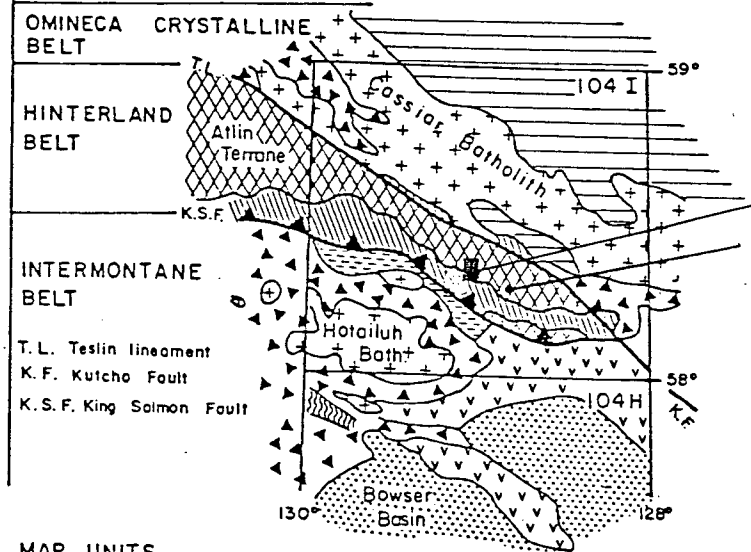 OMINECA CRYSTALLINE
BELT
HINTERLAND
BELT
INTERMONTANE
BELT
T.L. Teslin lineament
K.F. Kutcho Fault
K.S.F. King Salmon Fault
T.L.
K.S.F.
Atlin
Terrane
Cassiar Batholith
104 I
59°
Hotailuh
Bath.
58°
104H
K.F.
Bowser
Basin
130°
128°
MAP UNITS